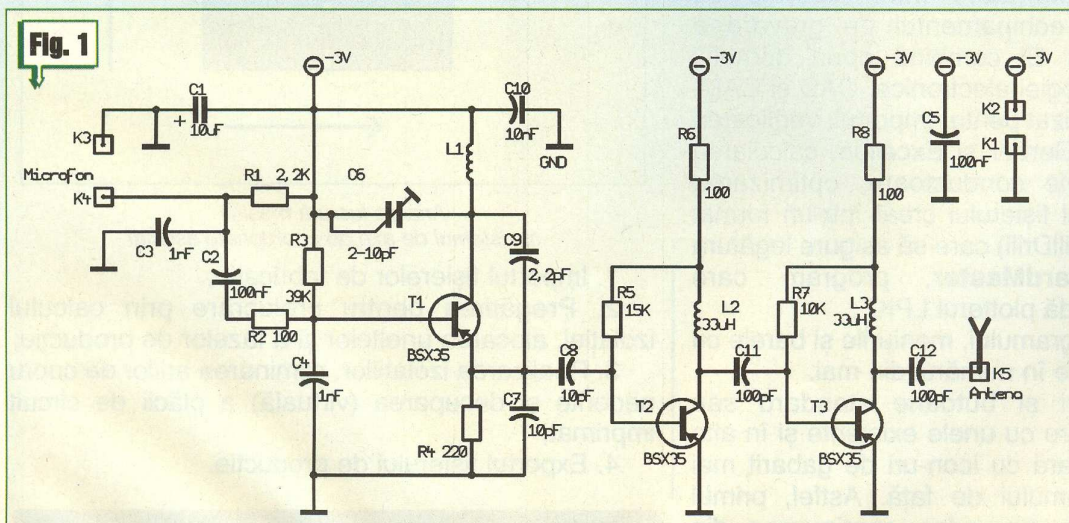 Fig. 1
-3V
-3V
-3V
-3V
-3V
C1
C10
C5
K2
K3
+
10uF
10nF
R6
R8
K1
L1
100nF
MicroFon
GND
R1 2,2K
C6
K4
100
100
C3 1nF
R3
2-10pF
C9
C2
2,2pF
100nF
39K
T1
R5
L2
R7
L3
15K
33uH
10K
33uH
R2 100
BSX35
C4
C8
C11
C12
K5
1nF
10pF
T2
100pF
T3
100pF
Antena
C7
R4 220
10pF
BSX35
BSX35